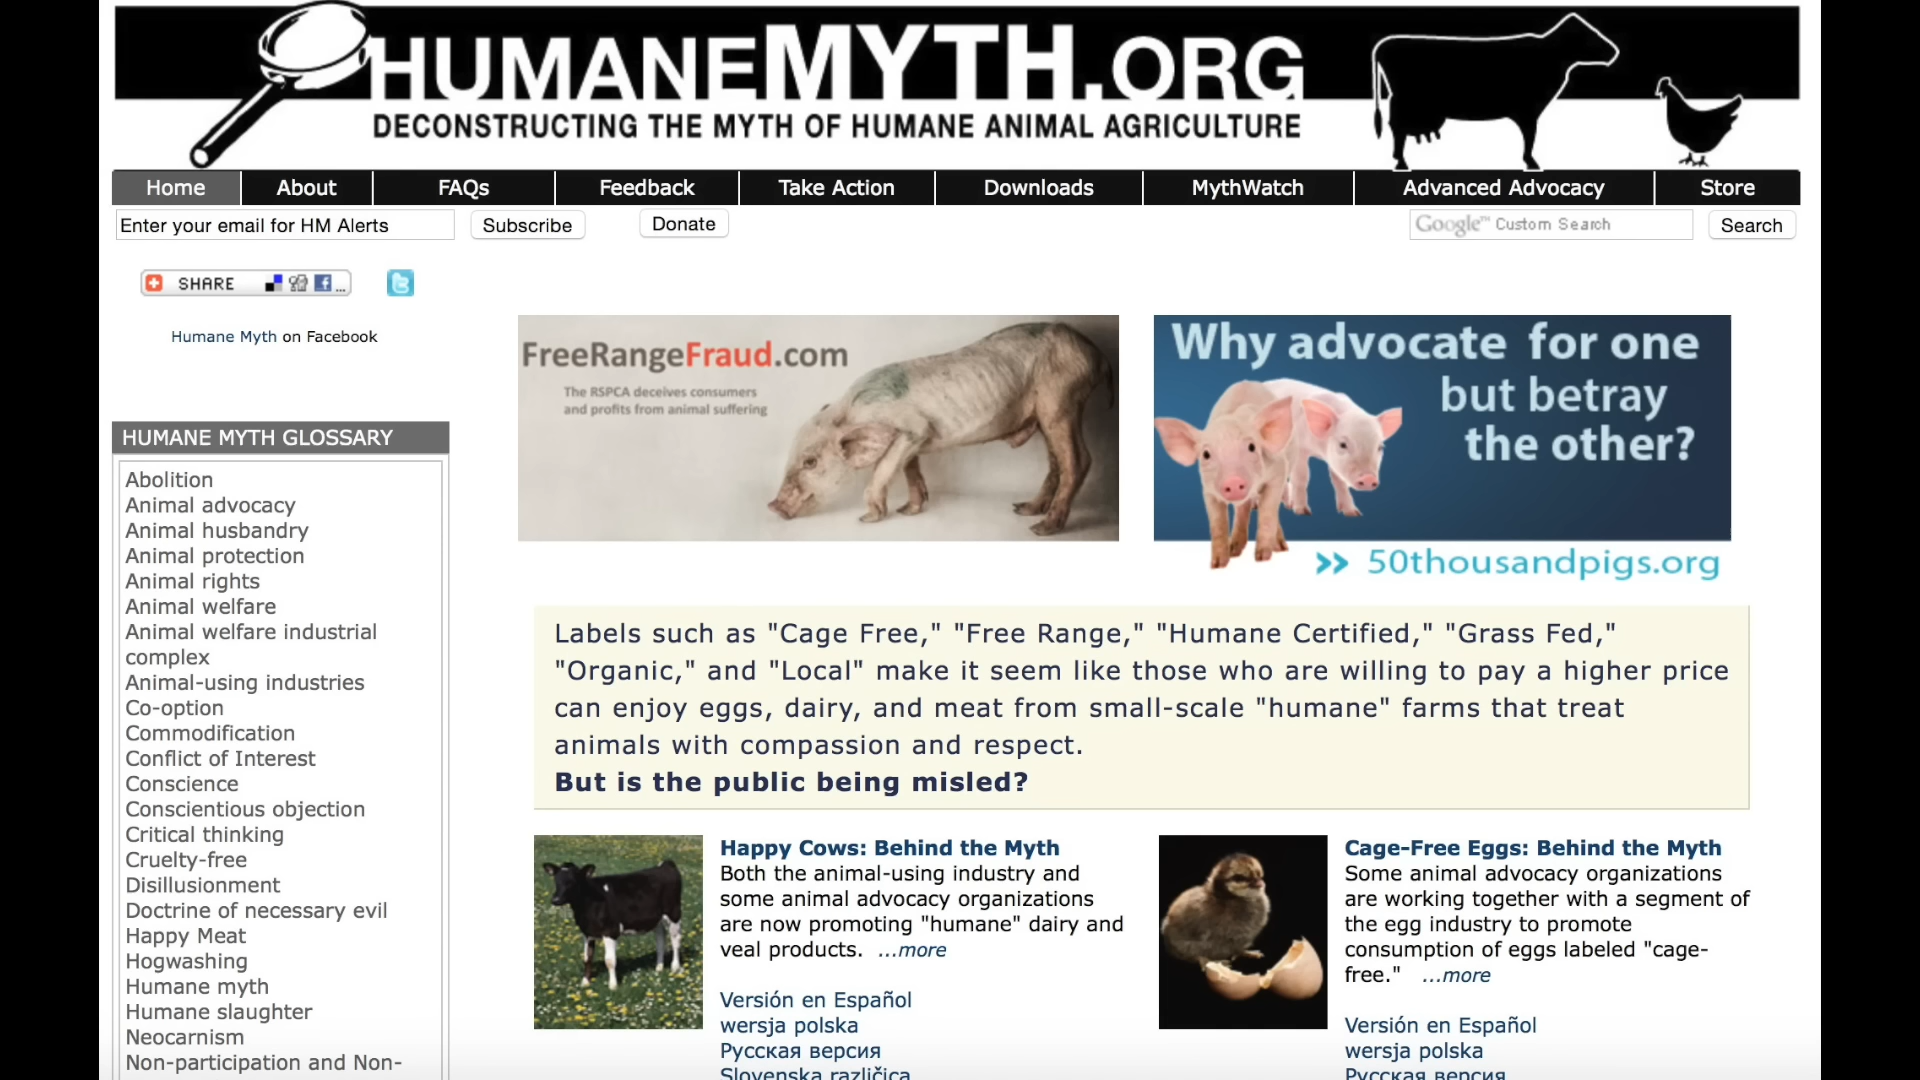 HUMANEMYTH.ORG
DECONSTRUCTING THE MYTH OF HUMANE ANIMAL AGRICULTURE
Home About FAQs Feedback Take Action Downloads MythWatch Advanced Advocacy Store
Enter your email for HM Alerts Subscribe Donate Google™ Custom Search Search
SHARE ...
Humane Myth on Facebook
HUMANE MYTH GLOSSARY
Abolition
Animal advocacy
Animal husbandry
Animal protection
Animal rights
Animal welfare
Animal welfare industrial
complex
Animal-using industries
Co-option
Commodification
Conflict of Interest
Conscience
Conscientious objection
Critical thinking
Cruelty-free
Disillusionment
Doctrine of necessary evil
Happy Meat
Hogwashing
Humane myth
Humane slaughter
Neocarnism
Non-participation and Non-
FreeRangeFraud.com
The RSPCA deceives consumers
and profits from animal suffering
Why advocate for one
but betray
the other?
>> 50thousandpigs.org
Labels such as "Cage Free," "Free Range," "Humane Certified," "Grass Fed,"
"Organic," and "Local" make it seem like those who are willing to pay a higher price
can enjoy eggs, dairy, and meat from small-scale "humane" farms that treat
animals with compassion and respect.
But is the public being misled?
Happy Cows: Behind the Myth
Both the animal-using industry and
some animal advocacy organizations
are now promoting "humane" dairy and
veal products. ...more
Versión en Español
wersja polska
Русская версия
Slovenska različica
Cage-Free Eggs: Behind the Myth
Some animal advocacy organizations
are working together with a segment of
the egg industry to promote
consumption of eggs labeled "cage-
free." ...more
Versión en Español
wersja polska
Русская версия